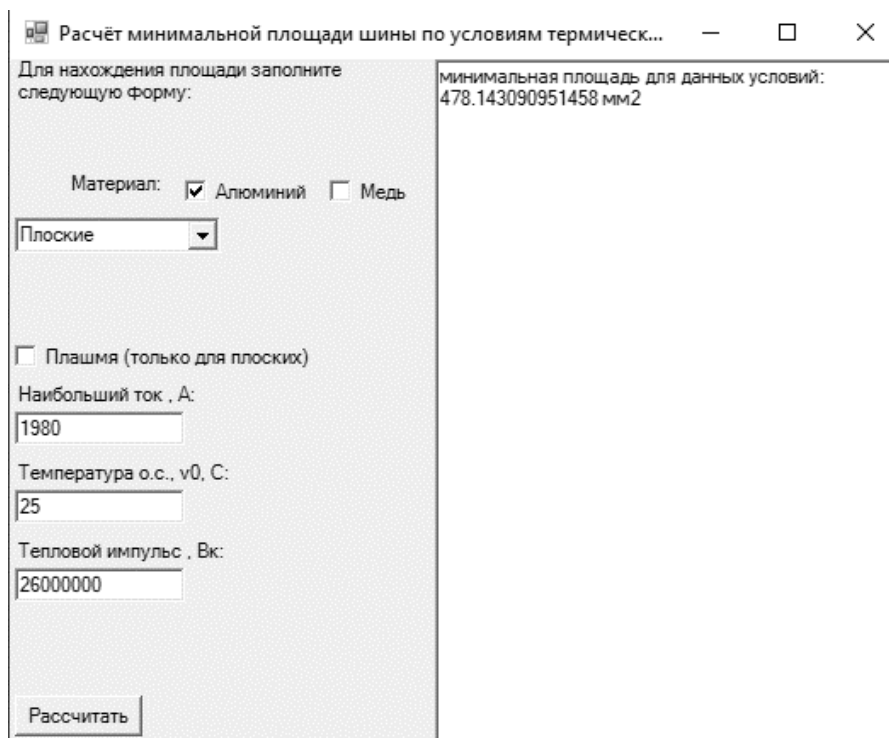 Расчёт минимальной площади шины по условиям термическ...
Для нахождения площади заполните
следующую форму:
Материал: Алюминий Медь
Плоские
Плашмя (только для плоских)
Наибольший ток , А:
1980
Температура о.с., v0, С:
25
Тепловой импульс , Вк:
26000000
Рассчитать
минимальная площадь для данных условий:
478.143090951458 мм2